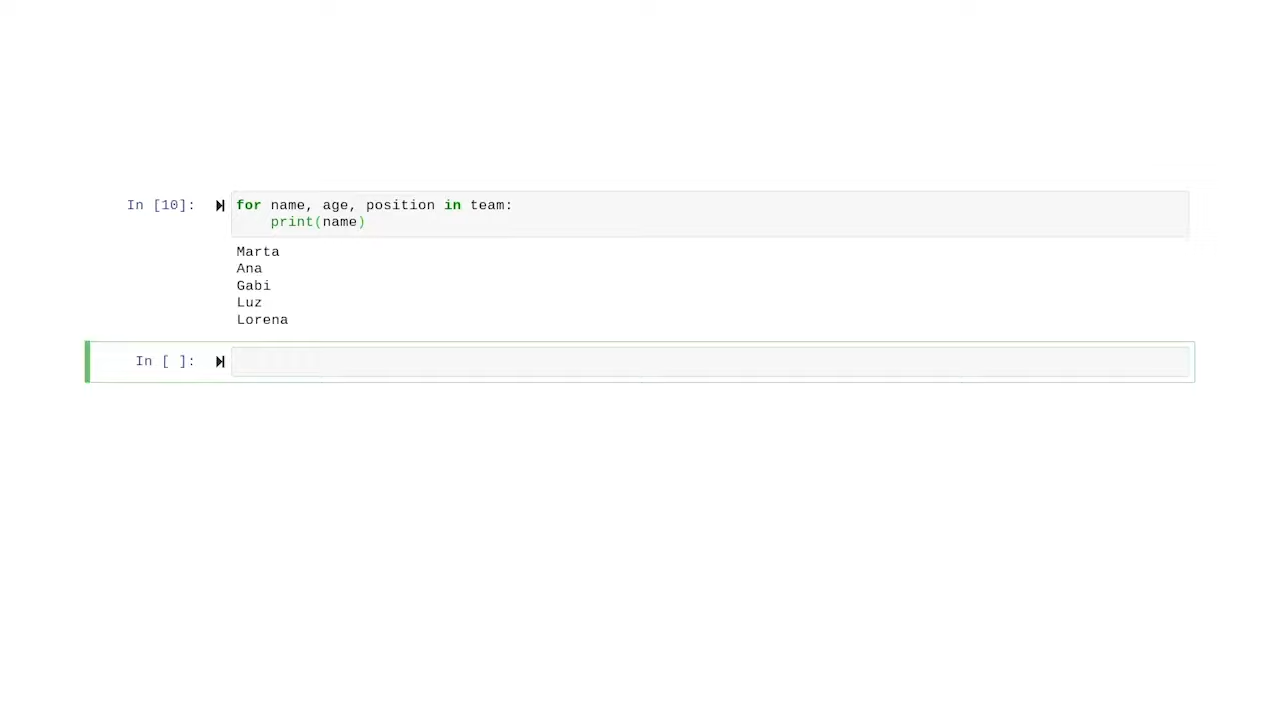 In [10]: for name, age, position in team:
    print(name)
Marta
Ana
Gabi
Luz
Lorena
In [ ]: